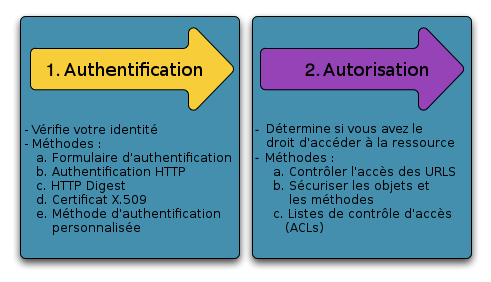 1. Authentification
- Vérifie votre identité
- Méthodes :
a. Formulaire d'authentification
b. Authentification HTTP
c. HTTP Digest
d. Certificat X.509
e. Méthode d'authentification
personnalisée
2. Autorisation
- Détermine si vous avez le
droit d'accéder à la ressource
- Méthodes :
a. Contrôler l'accès des URLS
b. Sécuriser les objets et
les méthodes
c. Listes de contrôle d'accès
(ACLs)